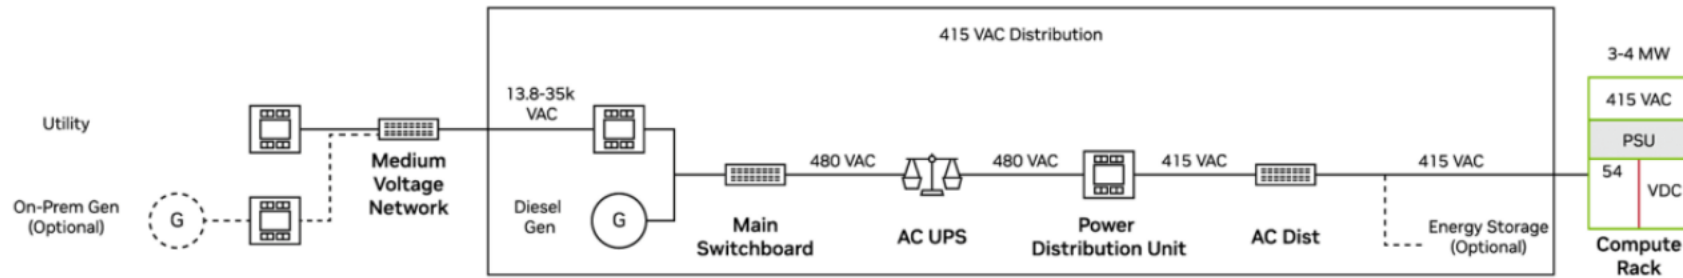 415 VAC Distribution
13.8-35k
VAC
Utility
Medium
Voltage
Network
On-Prem Gen
(Optional)
G
Diesel
Gen
G
Main
Switchboard
480 VAC
AC UPS
480 VAC
Power
Distribution Unit
415 VAC
AC Dist
415 VAC
Energy Storage
(Optional)
3-4 MW
415 VAC
PSU
54
VDC
Compute
Rack